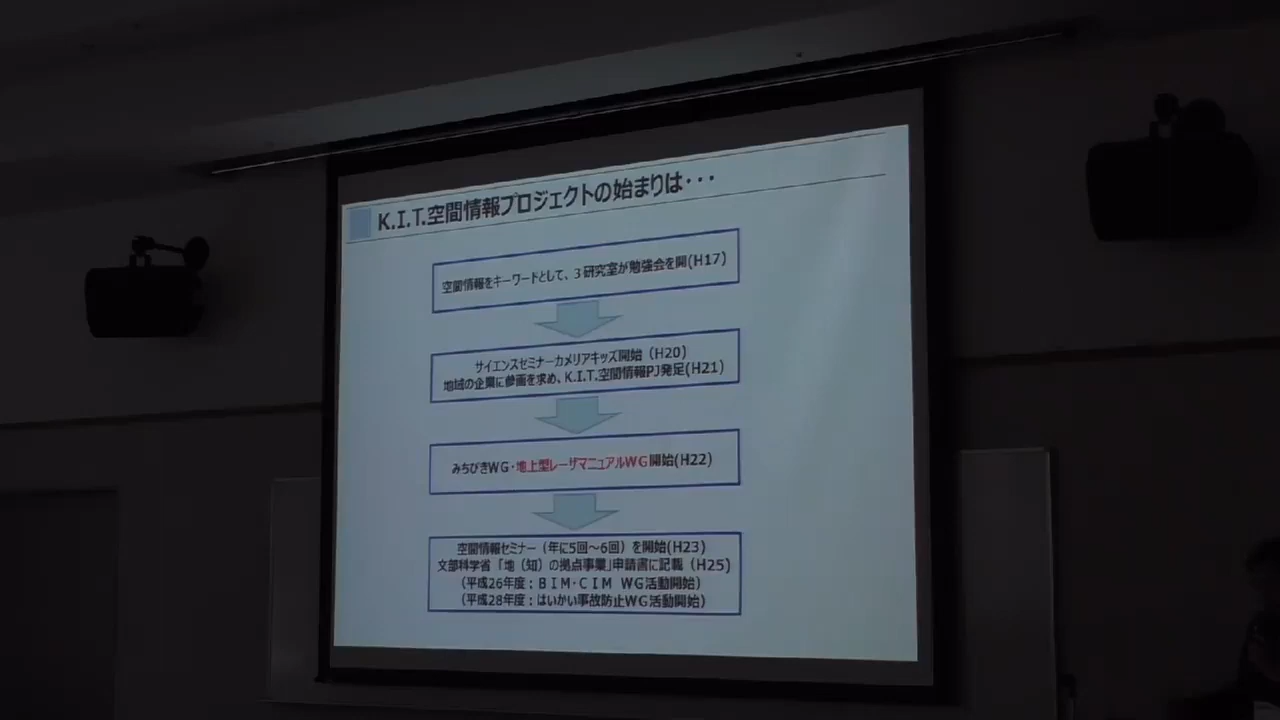 K.I.T.空間情報プロジェクトの始まりは･･･
空間情報をキーワードとして、３研究室が勉強会を開(H17)
サイエンスセミナーカメリアキッズ開始（H20）
地域の企業に参画を求め、K.I.T.空間情報PJ発足(H21)
みちびきWG・地上型レーザマニュアルWG開始(H22)
空間情報セミナー（年に5回～6回）を開始(H23)
文部科学省「地（知）の拠点事業」申請書に記載（H25）
（平成26年度：ＢＩＭ・ＣＩＭ　WG活動開始）
（平成28年度：はいかい事故防止WG活動開始）